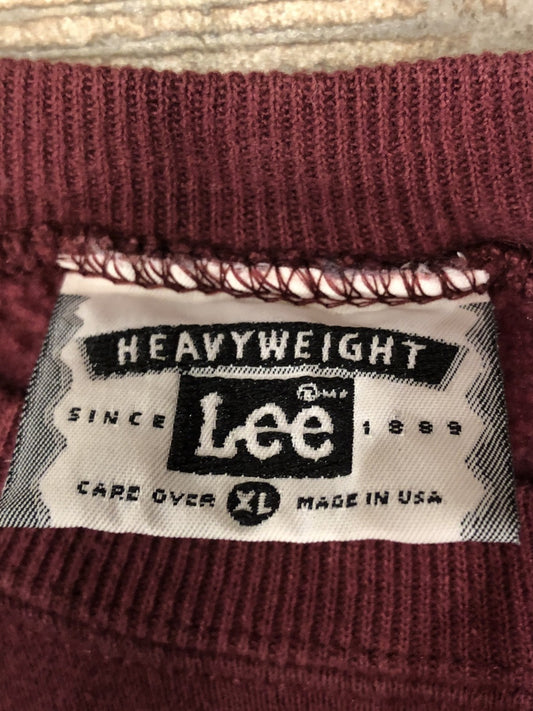 HEAVYWEIGHT
Lee ® M.R.
SINCE 1889
CARE OVER XL MADE IN USA